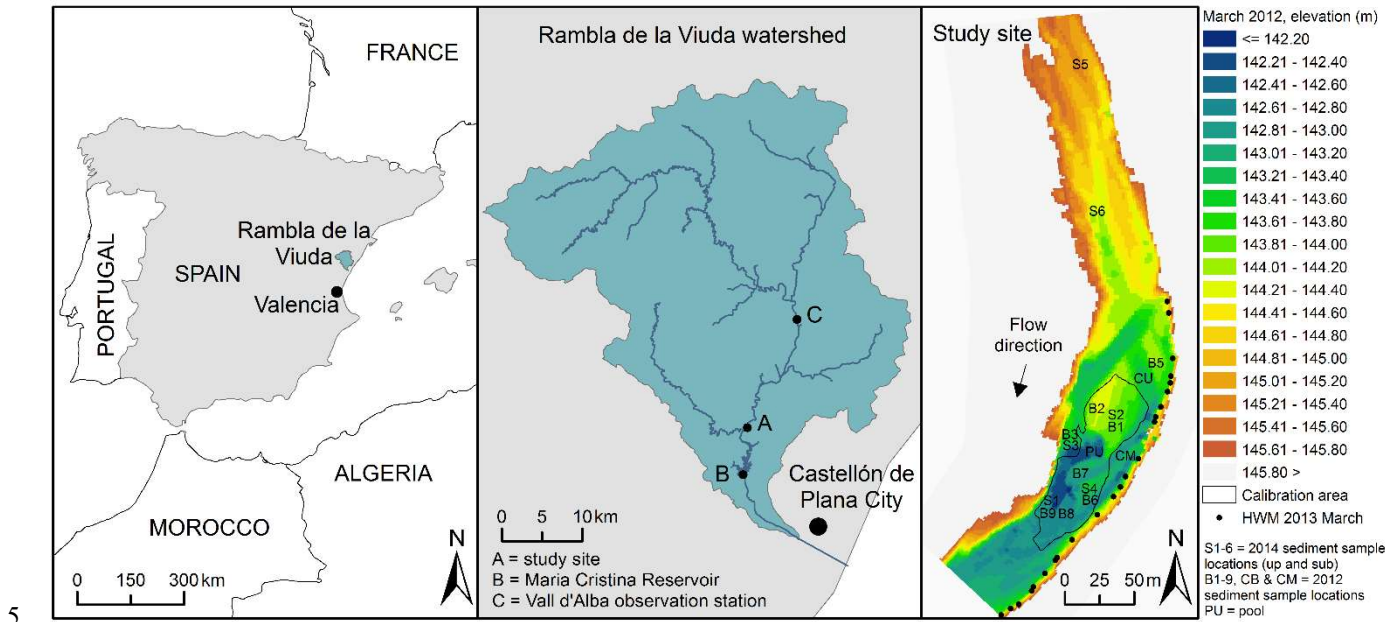 FRANCE
Rambla de la
Viuda
SPAIN
Valencia
PORTUGAL
ALGERIA
MOROCCO
N
0 150 300 km
Rambla de la Viuda watershed
C
A
B
Castellón de
Plana City
0 5 10 km
N
A = study site
B = Maria Cristina Reservoir
C = Vall d'Alba observation station
Study site
S5
S6
Flow
direction
B5
CU
B2
S2
B1
B3
S3
PU
CM
B7
S4
S1
B6
B9
B8
N
0 25 50 m
March 2012, elevation (m)
<= 142.20
142.21 - 142.40
142.41 - 142.60
142.61 - 142.80
142.81 - 143.00
143.01 - 143.20
143.21 - 143.40
143.41 - 143.60
143.61 - 143.80
143.81 - 144.00
144.01 - 144.20
144.21 - 144.40
144.41 - 144.60
144.61 - 144.80
144.81 - 145.00
145.01 - 145.20
145.21 - 145.40
145.41 - 145.60
145.61 - 145.80
145.80 >
Calibration area
HWM 2013 March
S1-6 = 2014 sediment sample
locations (up and sub)
B1-9, CB & CM = 2012
sediment sample locations
PU = pool
5